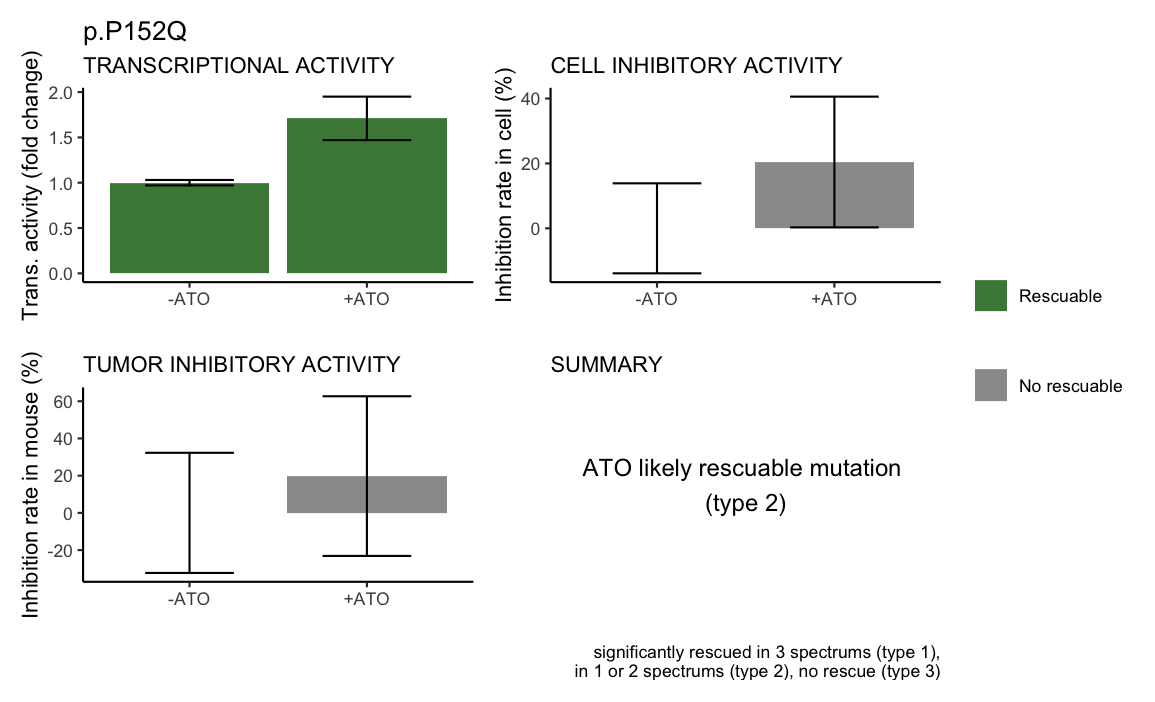 p.P152Q
TRANSCRIPTIONAL ACTIVITY
Trans. activity (fold change)
2.0
1.5
1.0
0.5
0.0
-ATO
+ATO
CELL INHIBITORY ACTIVITY
Inhibition rate in cell (%)
40
20
0
-ATO
+ATO
Rescuable
No rescuable
TUMOR INHIBITORY ACTIVITY
Inhibition rate in mouse (%)
60
40
20
0
-20
-ATO
+ATO
SUMMARY
ATO likely rescuable mutation
(type 2)
significantly rescued in 3 spectrums (type 1),
in 1 or 2 spectrums (type 2), no rescue (type 3)